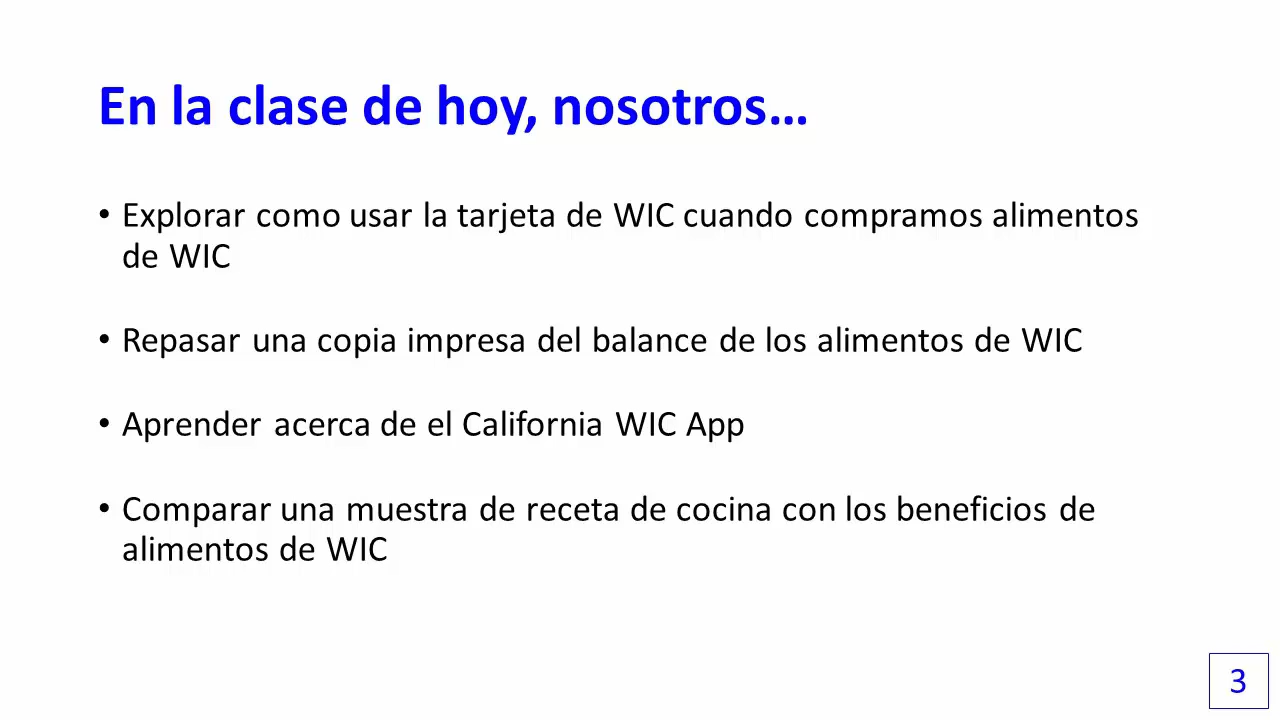 En la clase de hoy, nosotros…
• Explorar como usar la tarjeta de WIC cuando compramos alimentos
de WIC
• Repasar una copia impresa del balance de los alimentos de WIC
• Aprender acerca de el California WIC App
• Comparar una muestra de receta de cocina con los beneficios de
alimentos de WIC
3